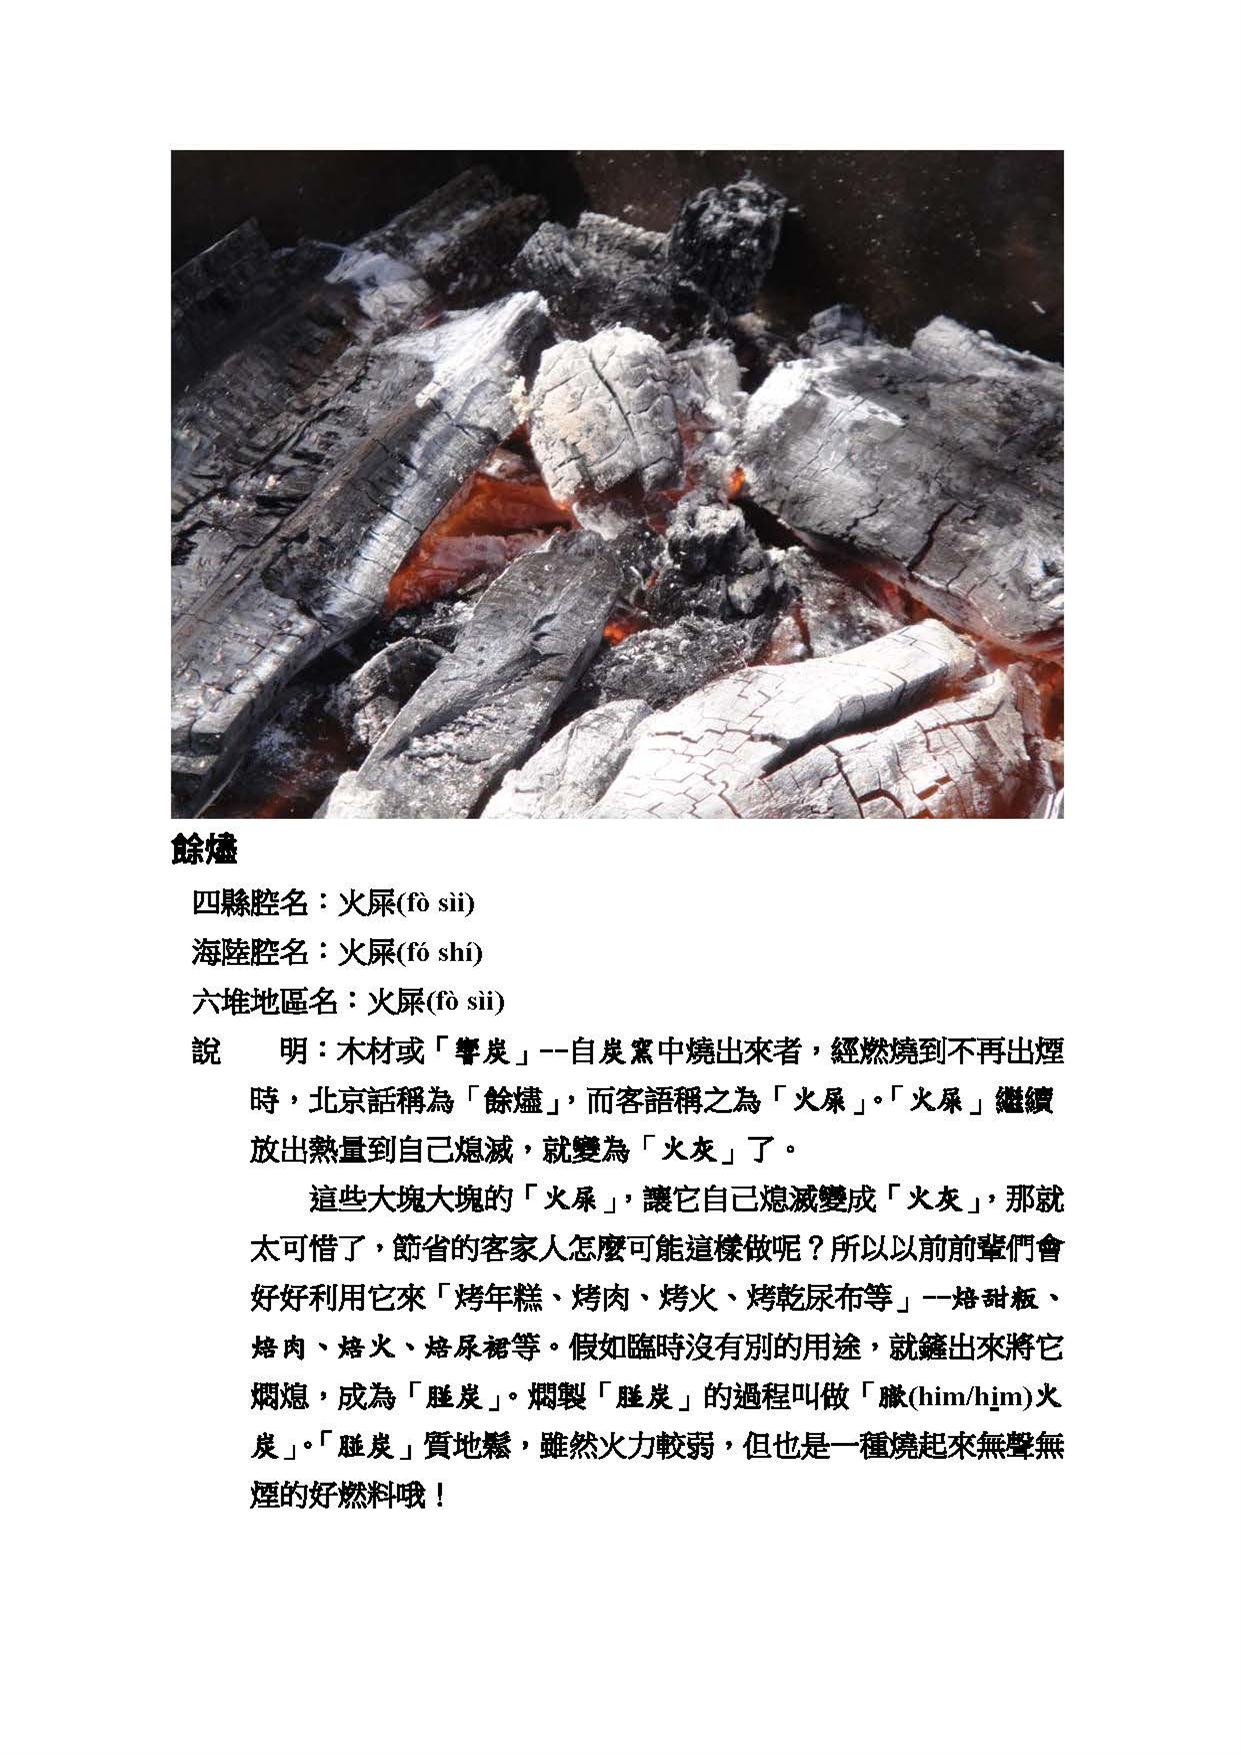 餘燼
四縣腔名：火屎(fò sìi)
海陸腔名：火屎(fó shí)
六堆地區名：火屎(fò sìi)
說　　明：木材或「響炭」--自炭窯中燒出來者，經燃燒到不再出煙
時，北京話稱為「餘燼」，而客語稱之為「火屎」。「火屎」繼續
放出熱量到自己熄滅，就變為「火灰」了。
這些大塊大塊的「火屎」，讓它自己熄滅變成「火灰」，那就
太可惜了，節省的客家人怎麼可能這樣做呢？所以以前前輩們會
好好利用它來「烤年糕、烤肉、烤火、烤乾尿布等」--焙甜粄、
焙肉、焙火、焙尿裙等。假如臨時沒有別的用途，就鏟出來將它
燜熄，成為「炭」。燜製「炭」的過程叫做「(him/hi̲m)火
炭」。「炭」質地鬆，雖然火力較弱，但也是一種燒起來無聲無
煙的好燃料哦！